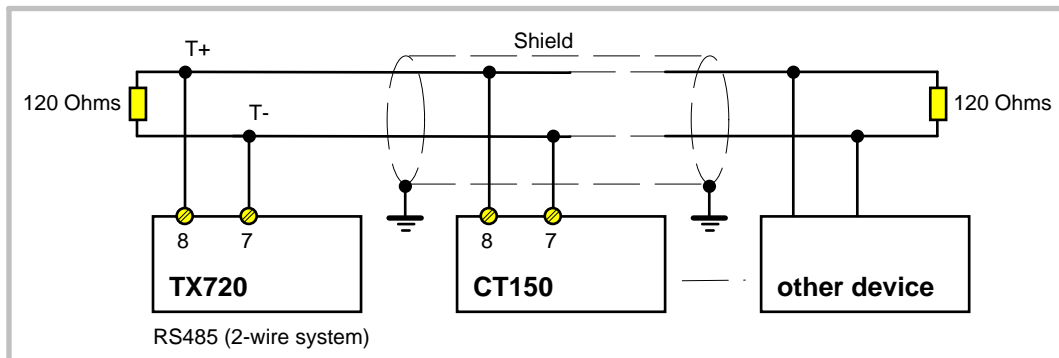 Shield
T+
120 Ohms
120 Ohms
T-
8 7
8 7
TX720
CT150
other device
RS485 (2-wire system)